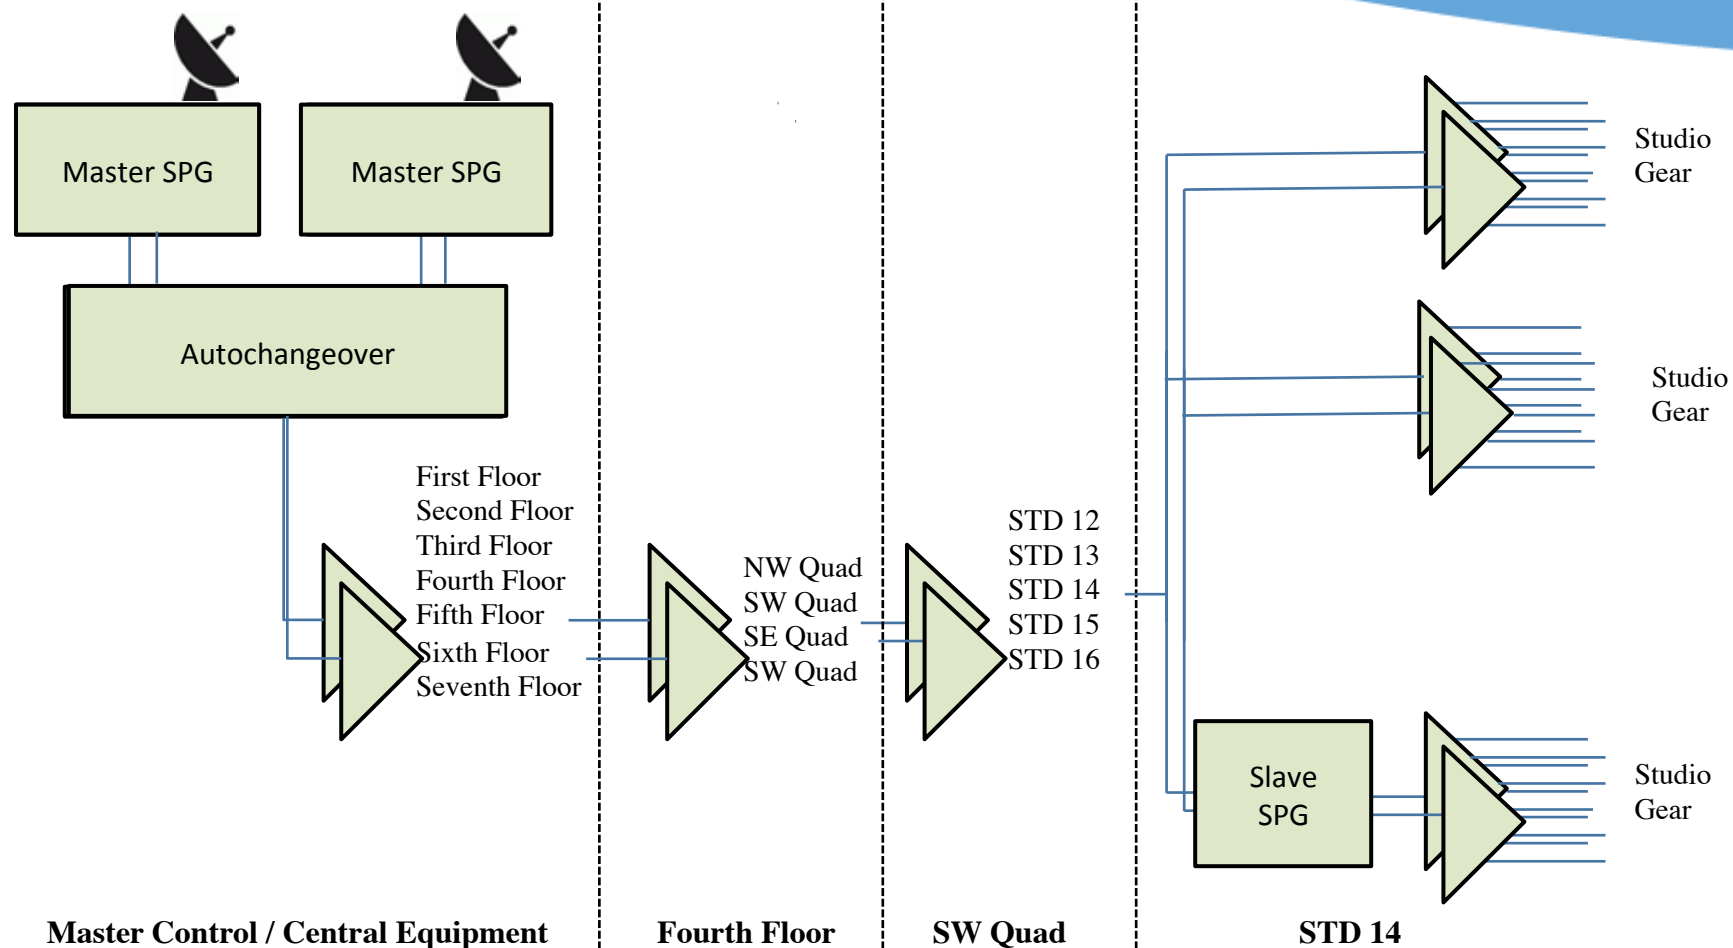 Master SPG
Master SPG
Autochangeover
First Floor
Second Floor
Third Floor
Fourth Floor
Fifth Floor
Sixth Floor
Seventh Floor
NW Quad
SW Quad
SE Quad
SW Quad
STD 12
STD 13
STD 14
STD 15
STD 16
Studio
Gear
Studio
Gear
Slave
SPG
Studio
Gear
Master Control / Central Equipment
Fourth Floor
SW Quad
STD 14